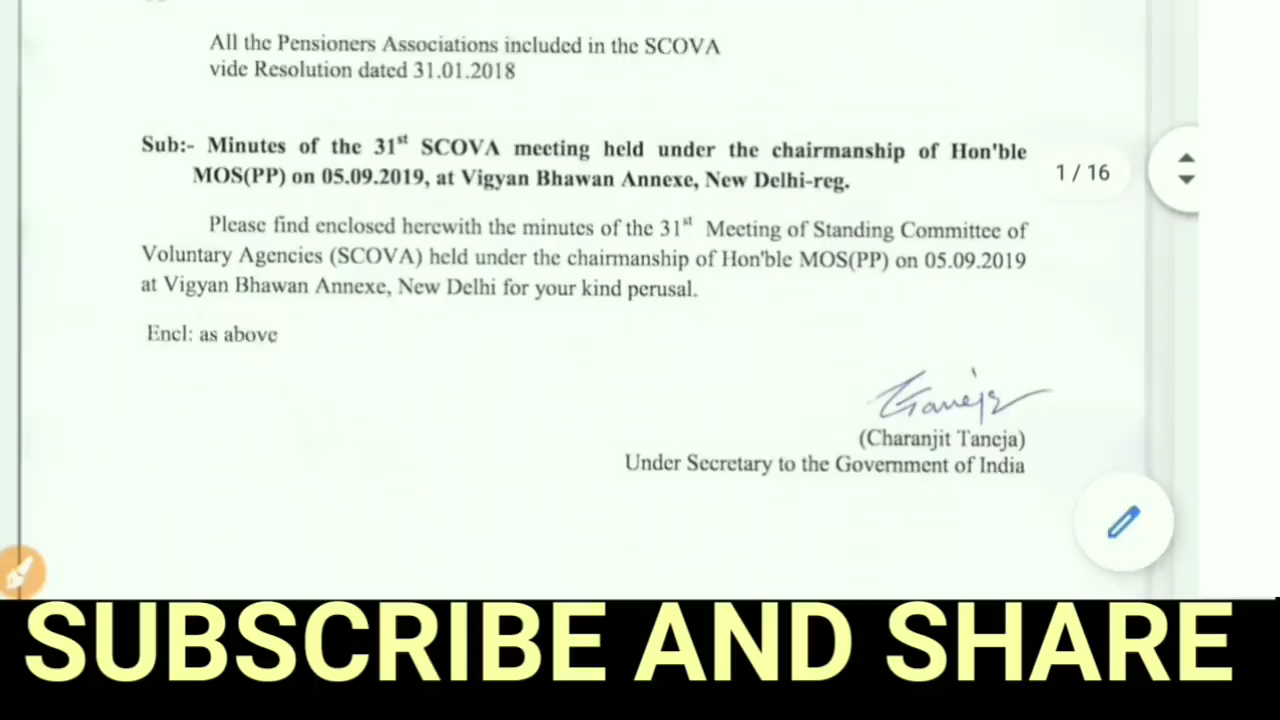 All the Pensioners Associations included in the SCOVA
vide Resolution dated 31.01.2018
Sub:- Minutes of the 31st SCOVA meeting held under the chairmanship of Hon'ble
MOS(PP) on 05.09.2019, at Vigyan Bhawan Annexe, New Delhi-reg.
1 / 16
Please find enclosed herewith the minutes of the 31st Meeting of Standing Committee of
Voluntary Agencies (SCOVA) held under the chairmanship of Hon'ble MOS(PP) on 05.09.2019
at Vigyan Bhawan Annexe, New Delhi for your kind perusal.
Encl: as above
Taneja
(Charanjit Taneja)
Under Secretary to the Government of India
SUBSCRIBE AND SHARE